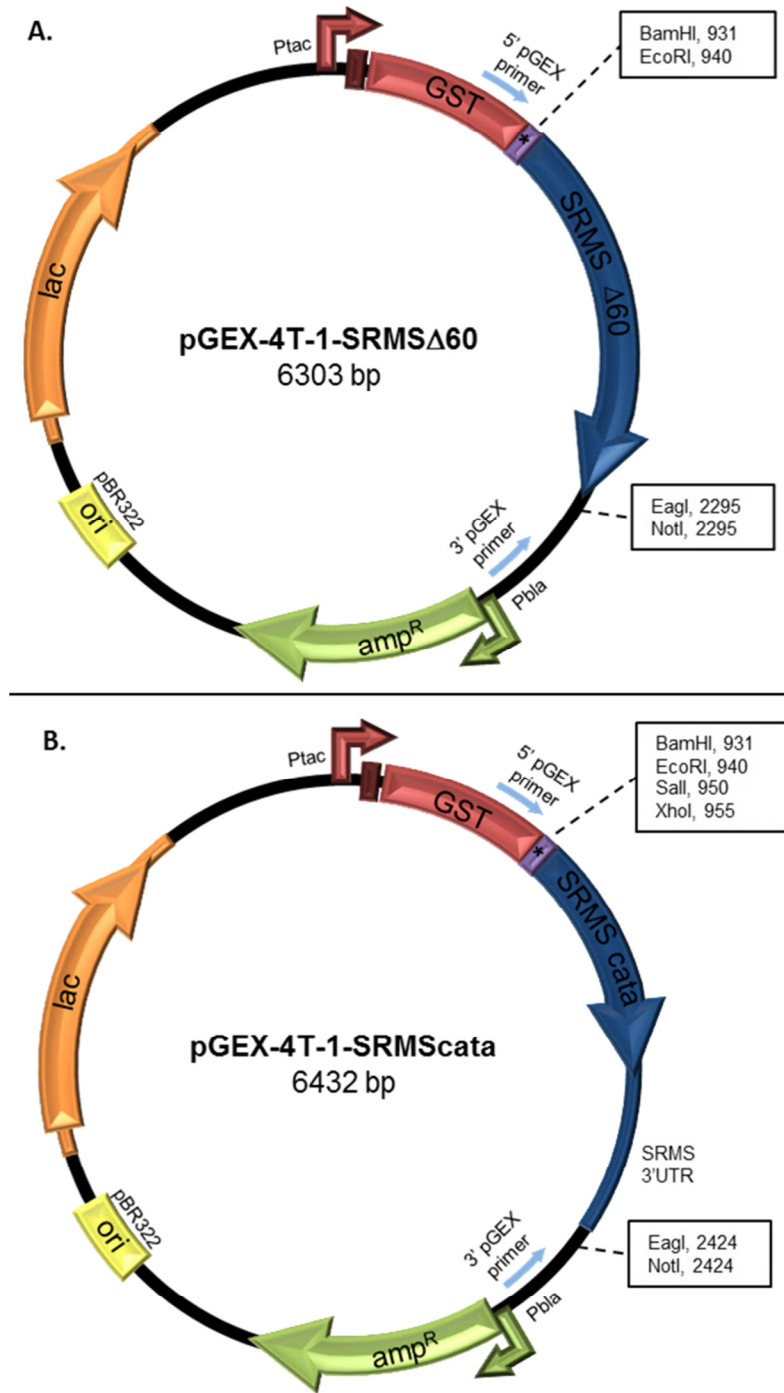 A.
Ptac
GST
5' pGEX
primer
*
BamHI, 931
EcoRI, 940
SRMS Δ60
lac
pGEX-4T-1-SRMSΔ60
6303 bp
EagI, 2295
NotI, 2295
3' pGEX
primer
Pbla
ampR
ori
pBR322
B.
Ptac
GST
5' pGEX
primer
*
BamHI, 931
EcoRI, 940
SalI, 950
XhoI, 955
SRMS cata
lac
pGEX-4T-1-SRMScata
6432 bp
SRMS
3'UTR
EagI, 2424
NotI, 2424
3' pGEX
primer
Pbla
ampR
ori
pBR322